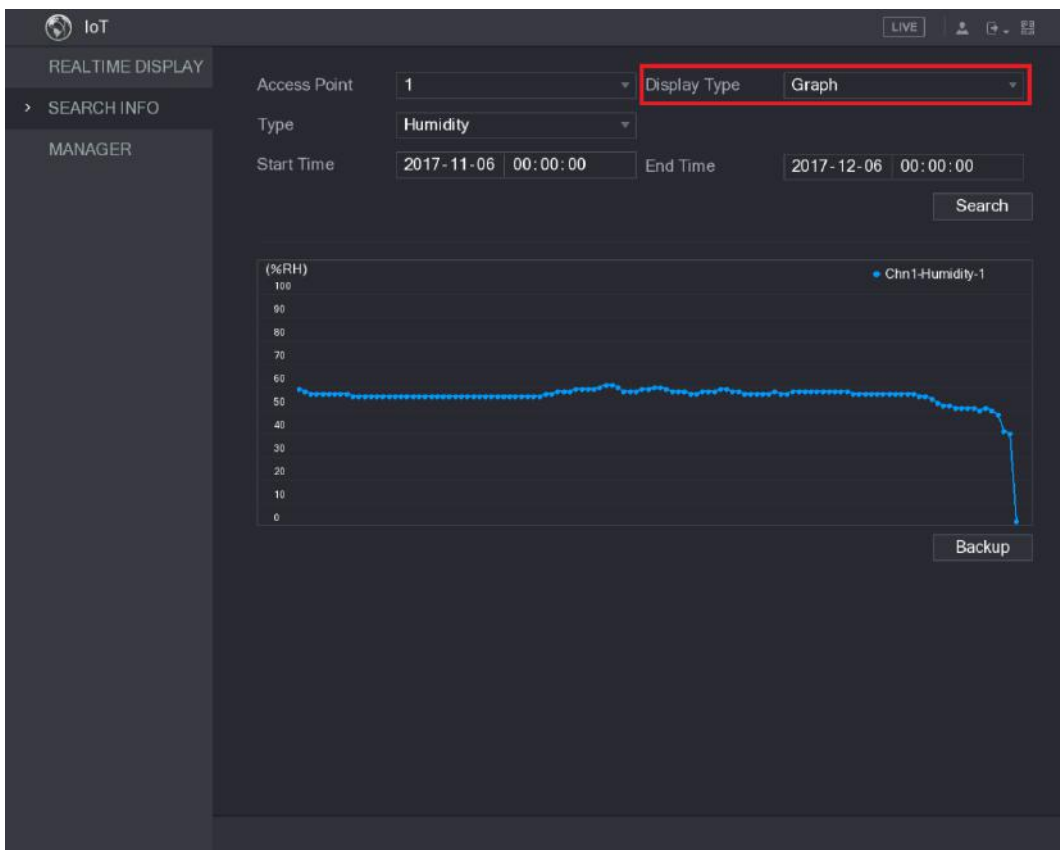 IoT
LIVE
REALTIME DISPLAY
SEARCH INFO
MANAGER
Access Point 1 Display Type Graph
Type Humidity
Start Time 2017-11-06 00:00:00 End Time 2017-12-06 00:00:00
Search
(%RH)
Chn1-Humidity-1
100
90
80
70
60
50
40
30
20
10
0
Backup